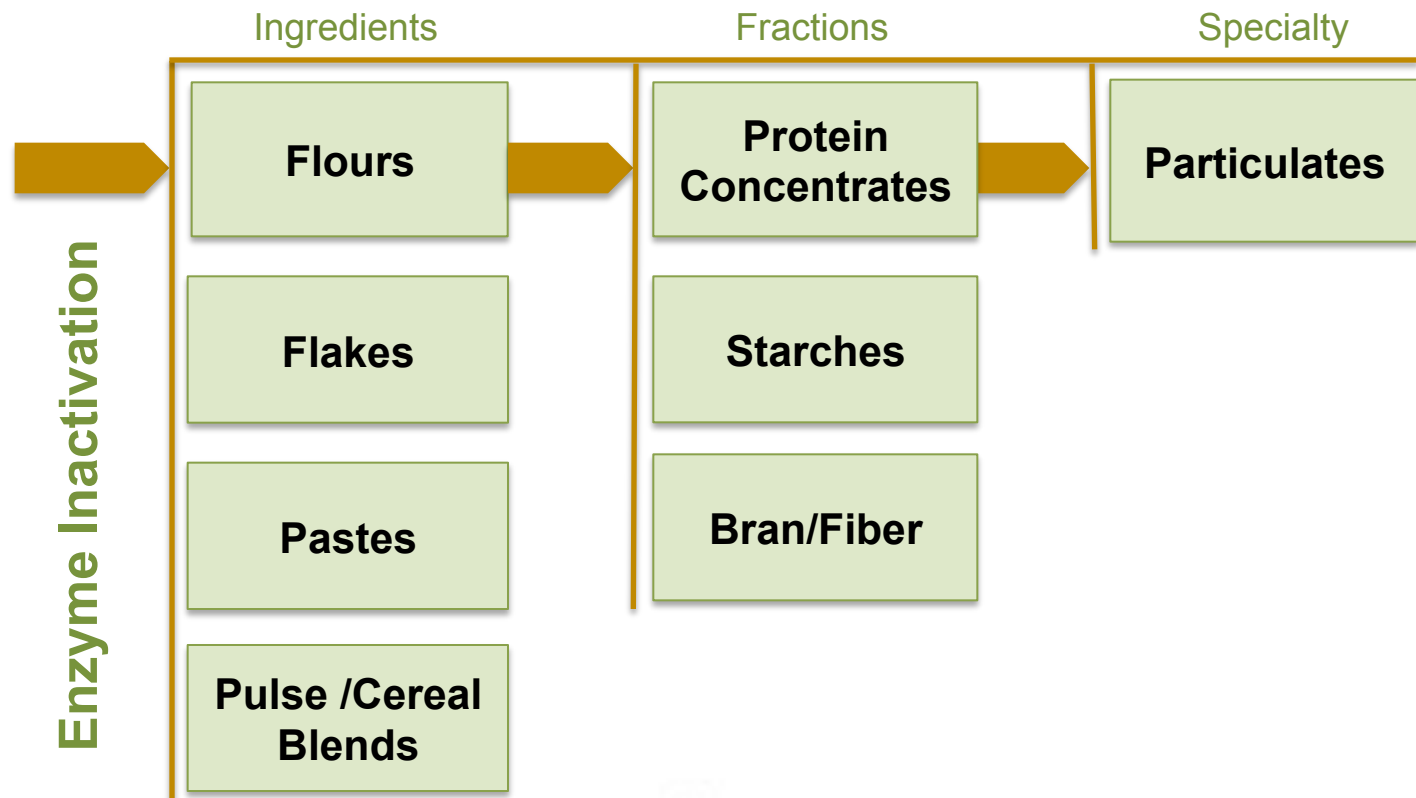 Ingredients
Fractions
Specialty
Flours
Protein
Concentrates
Particulates
Enzyme Inactivation
Flakes
Starches
Pastes
Bran/Fiber
Pulse /Cereal
Blends